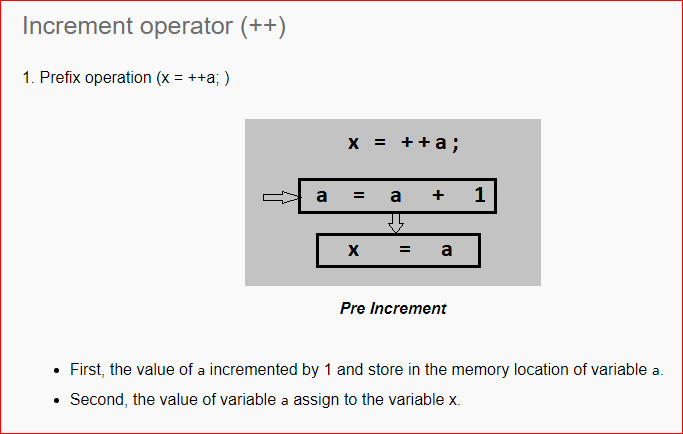 Increment operator (++)
1. Prefix operation (x = ++a; )
x = ++a;
a = a + 1
x = a
Pre Increment
• First, the value of a incremented by 1 and store in the memory location of variable a.
• Second, the value of variable a assign to the variable x.